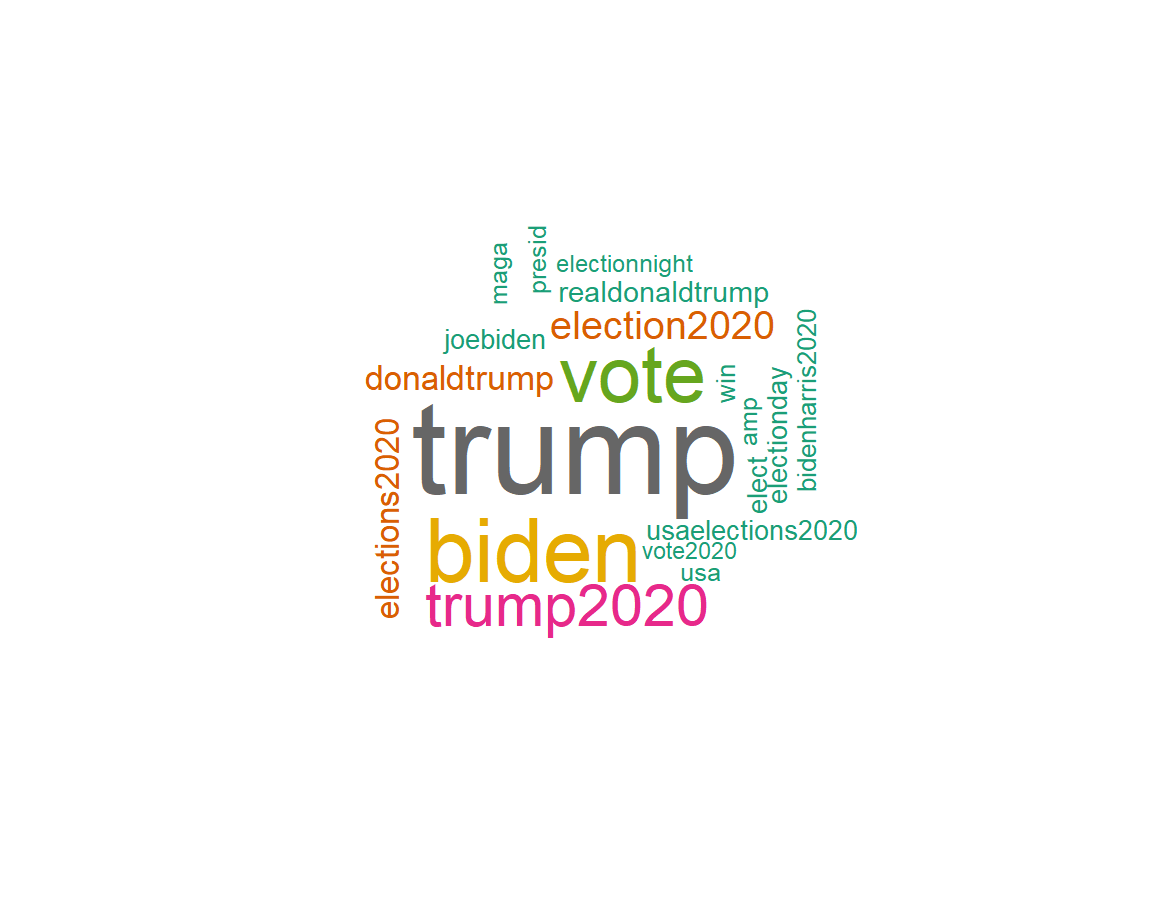 maga
presid
electionnight
realdonaldtrump
election2020
joebiden
vote
donaldtrump
win
bidenharris2020
electionday
amp
trump
elections2020
elect
biden
usaelections2020
vote2020
usa
trump2020